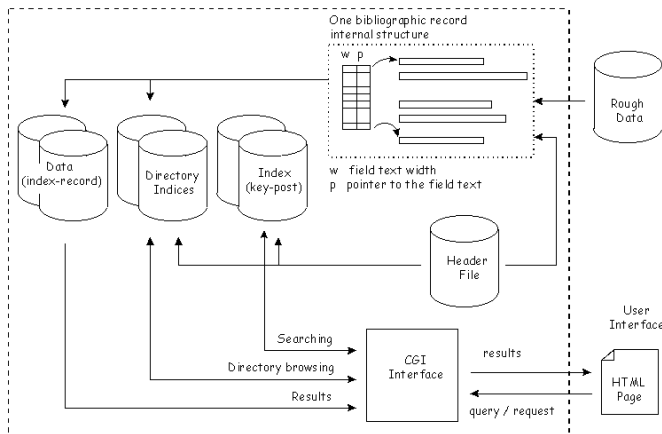 One bibliographic record
internal structure
w p
Rough
Data
Data
(index-record)
Directory
Indices
Index
(key-post)
w field text width
p pointer to the field text
Header
File
User
Interface
Searching
CGI
Interface
results
Directory browsing
HTML
Page
Results
query / request